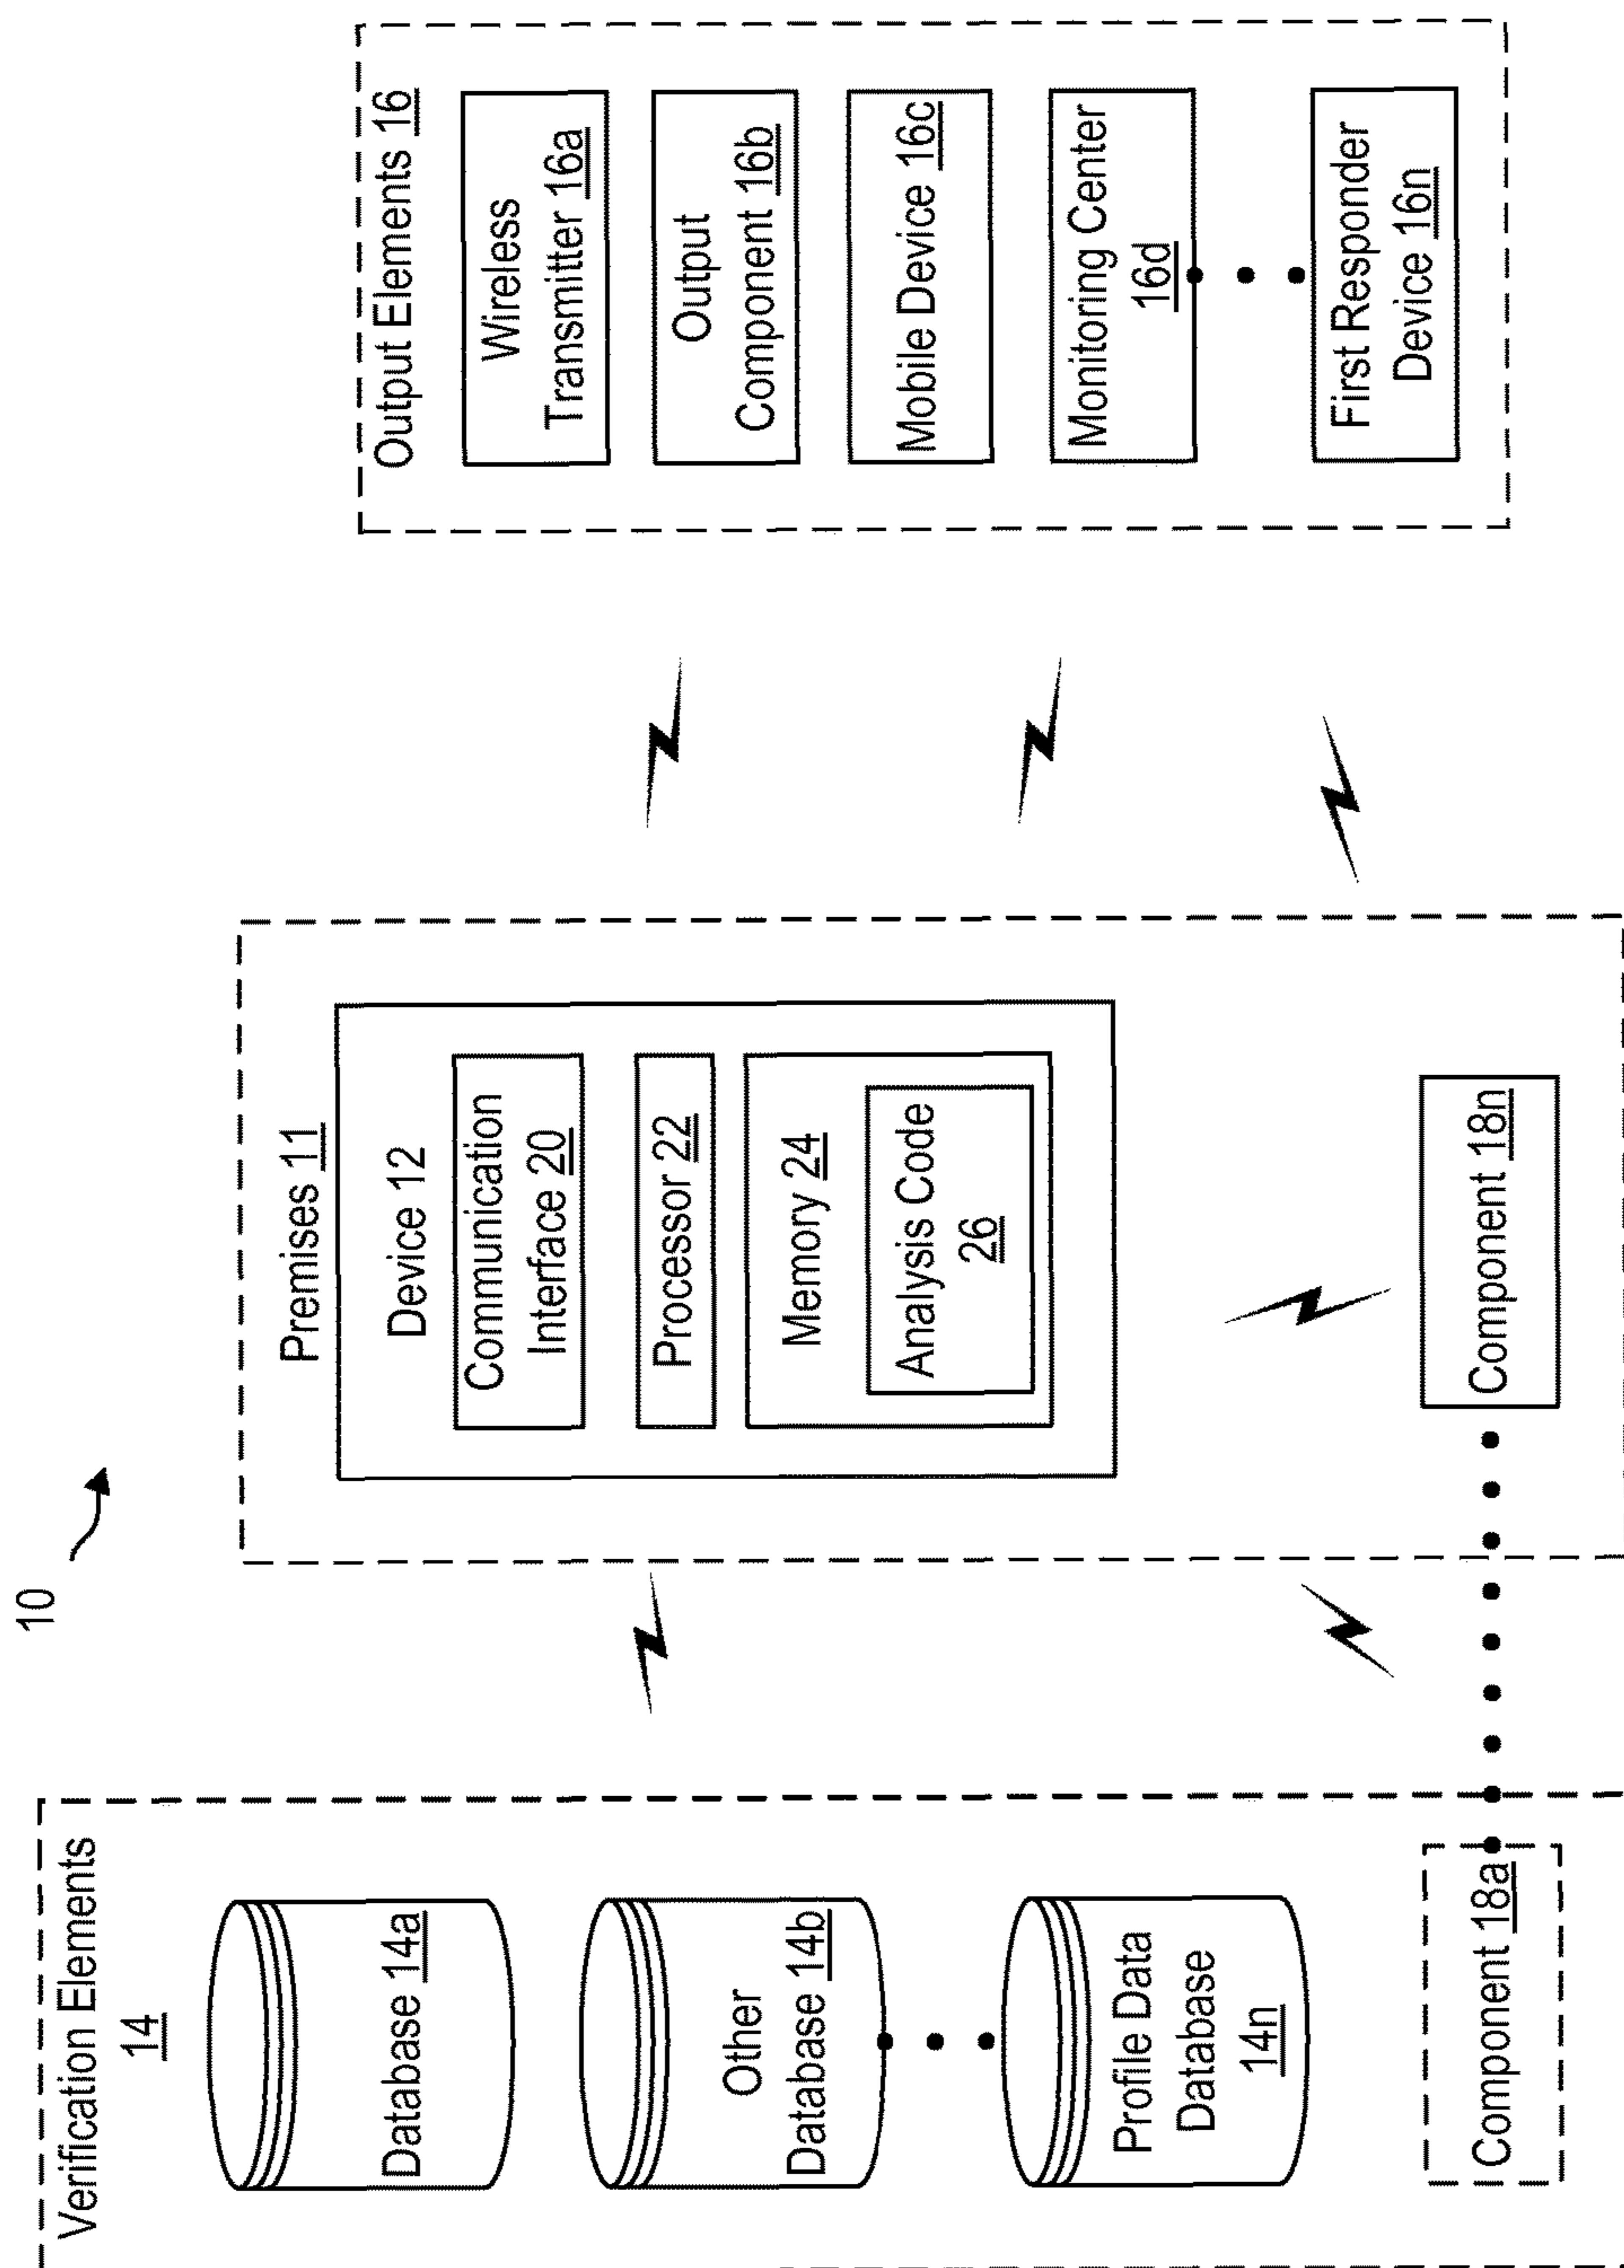 10
Verification Elements
14
Database 14a
Other
Database 14b
Profile Data
Database
14n
Component 18a
Premises 11
Device 12
Communication
Interface 20
Processor 22
Memory 24
Analysis Code
26
Component 18n
Output Elements 16
Wireless
Transmitter 16a
Output
Component 16b
Mobile Device 16c
Monitoring Center
16d
First Responder
Device 16n